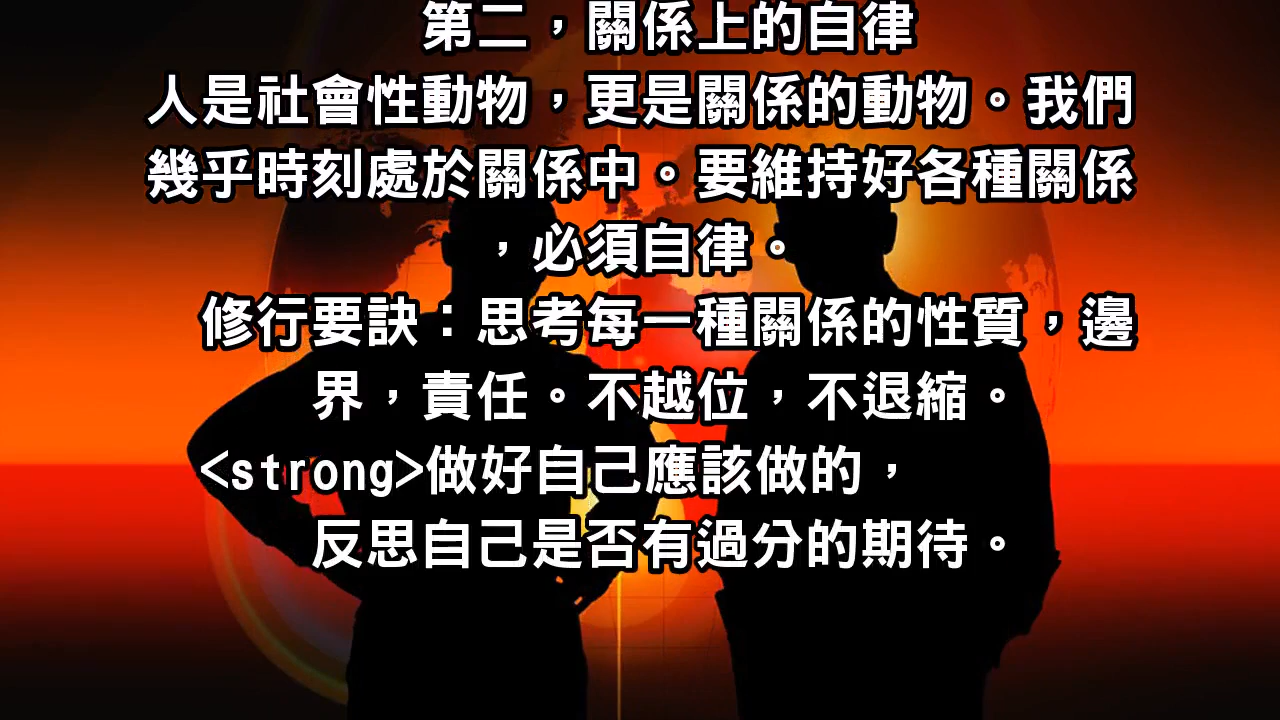 第二，關係上的自律
人是社會性動物，更是關係的動物。我們
幾乎時刻處於關係中。要維持好各種關係
，必須自律。
修行要訣：思考每一種關係的性質，邊
界，責任。不越位，不退縮。
<strong>做好自己應該做的，
反思自己是否有過分的期待。